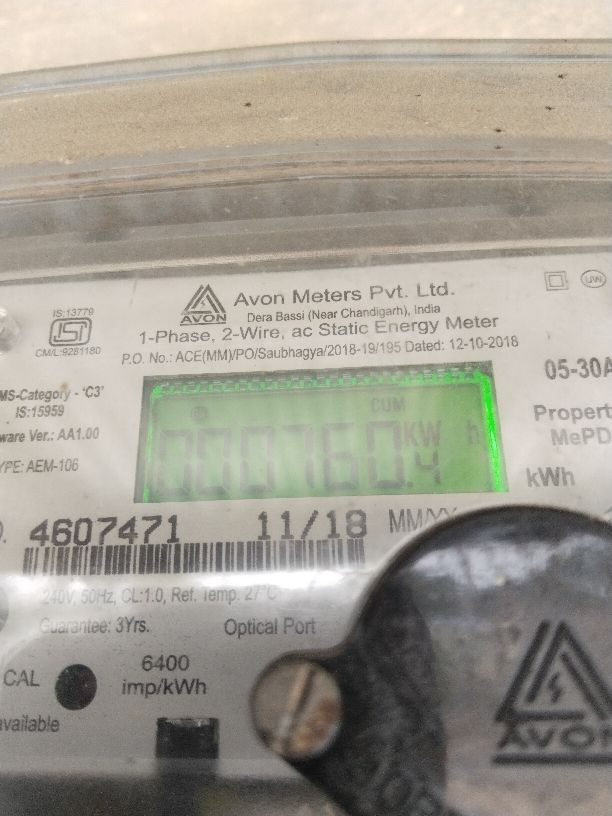 Avon Meters Pvt. Ltd.
AVON
Dera Bassi (Near Chandigarh), India
1-Phase, 2-Wire, ac Static Energy Meter
P.O. No.: ACE(MM)/PO/Saubhagya/2018-19/195 Dated: 12-10-2018
IS:13779
ISI
CM/L:9281180
UW
MS-Category - 'C3'
IS:15959
ware Ver.: AA1.00
YPE: AEM-106
05-30A
Propert
MePD
CUM
000760.4 KW h
kWh
4607471 11/18 MM/YY
240V, 50Hz, CL:1.0, Ref. Temp. 27°C
Guarantee: 3Yrs.
Optical Port
CAL
6400
imp/kWh
available
AVON